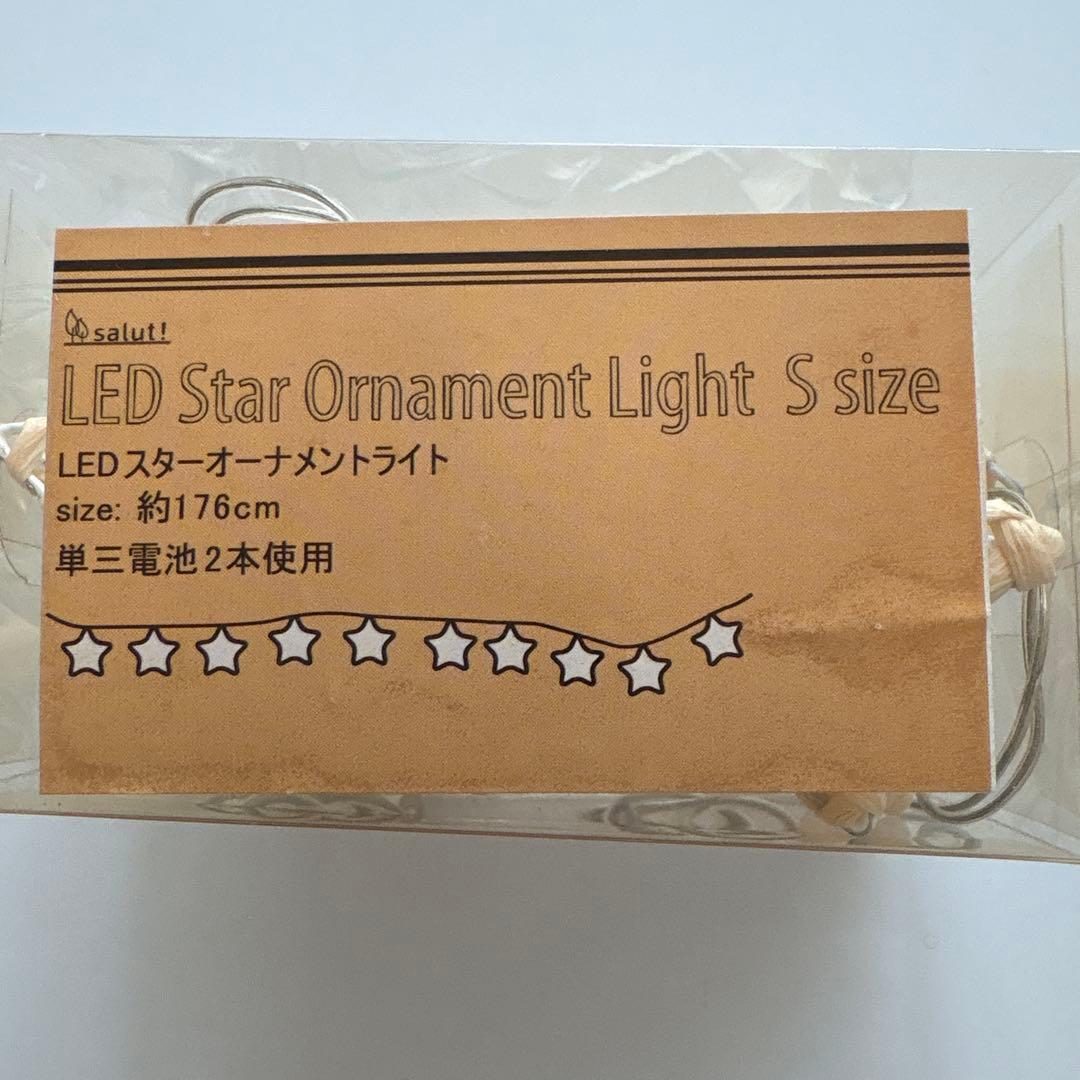 salut!
LED Star Ornament Light S size
LEDスターオーナメントライト
size: 約176cm
単三電池2本使用